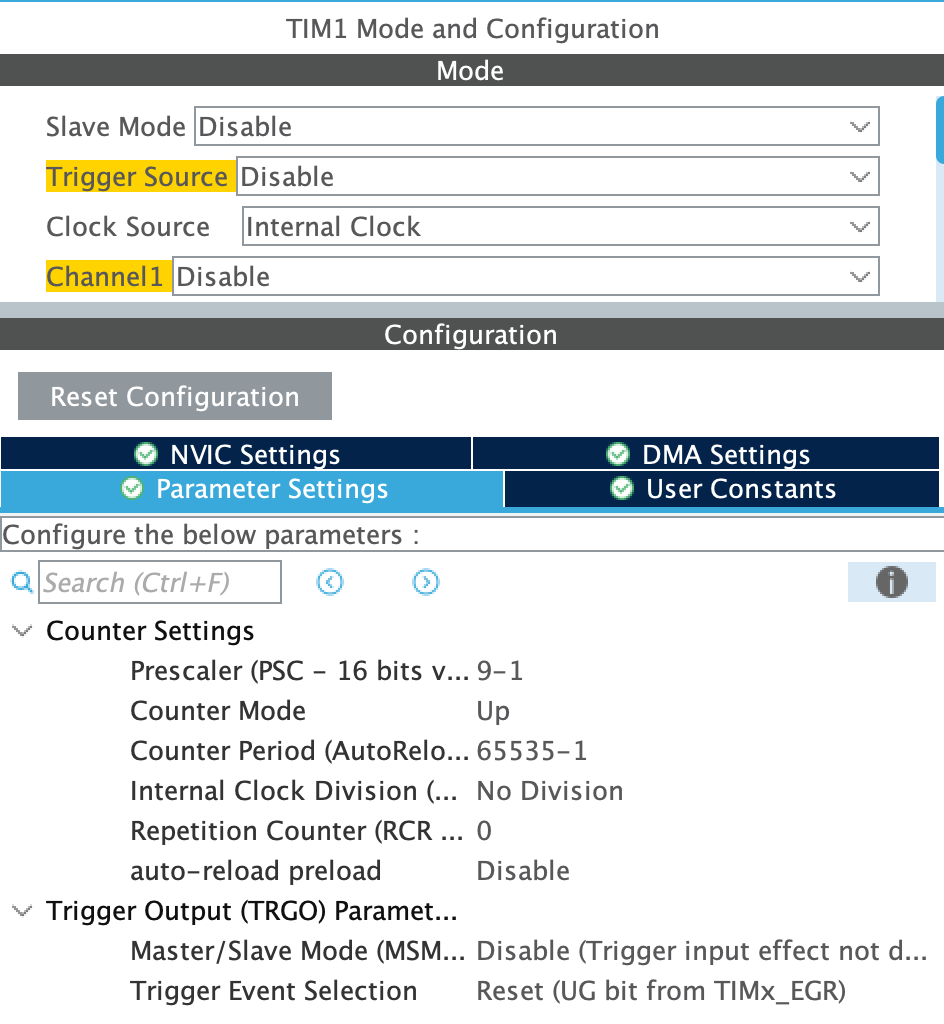 TIM1 Mode and Configuration
Mode
Slave Mode Disable
Trigger Source Disable
Clock Source Internal Clock
Channel1 Disable
Configuration
Reset Configuration
NVIC Settings DMA Settings
Parameter Settings User Constants
Configure the below parameters :
Search (Ctrl+F)
Counter Settings
Prescaler (PSC - 16 bits v... 9-1
Counter Mode Up
Counter Period (AutoRelo... 65535-1
Internal Clock Division (... No Division
Repetition Counter (RCR ... 0
auto-reload preload Disable
Trigger Output (TRGO) Paramet...
Master/Slave Mode (MSM... Disable (Trigger input effect not d...
Trigger Event Selection Reset (UG bit from TIMx_EGR)